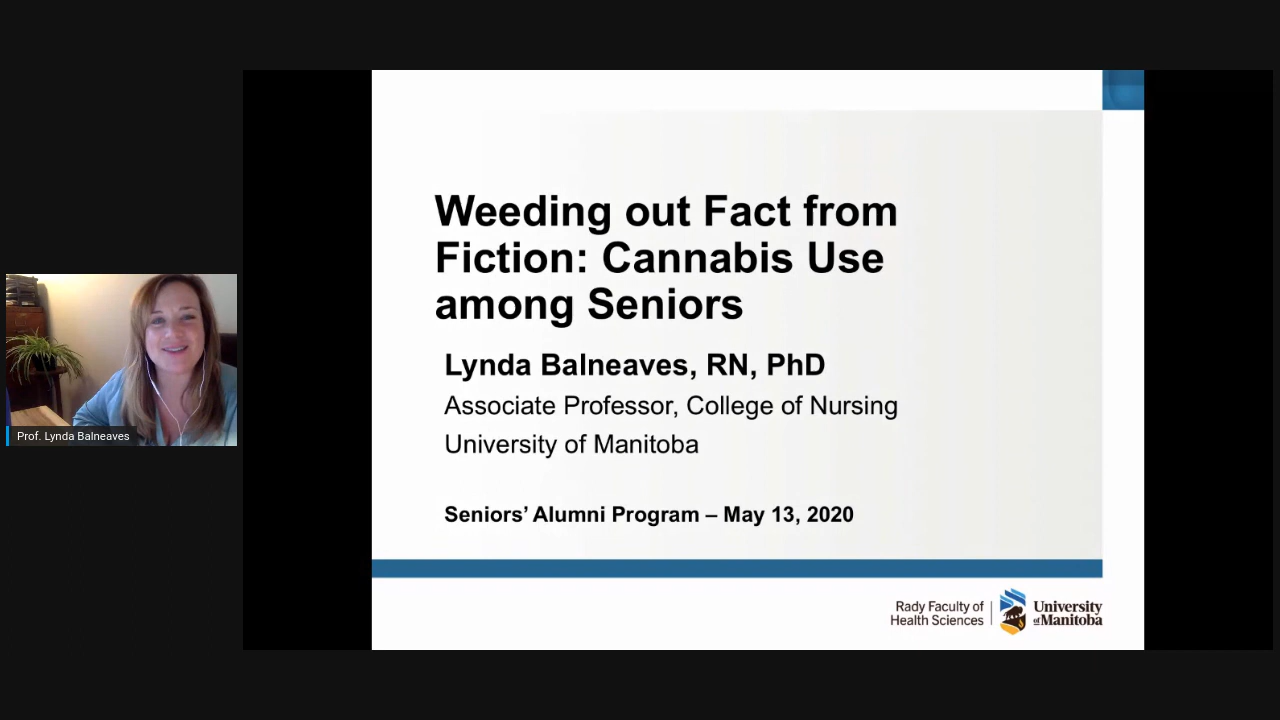 Weeding out Fact from
Fiction: Cannabis Use
among Seniors
Lynda Balneaves, RN, PhD
Associate Professor, College of Nursing
University of Manitoba
Seniors’ Alumni Program – May 13, 2020
Prof. Lynda Balneaves
Rady Faculty of
Health Sciences
University
of Manitoba